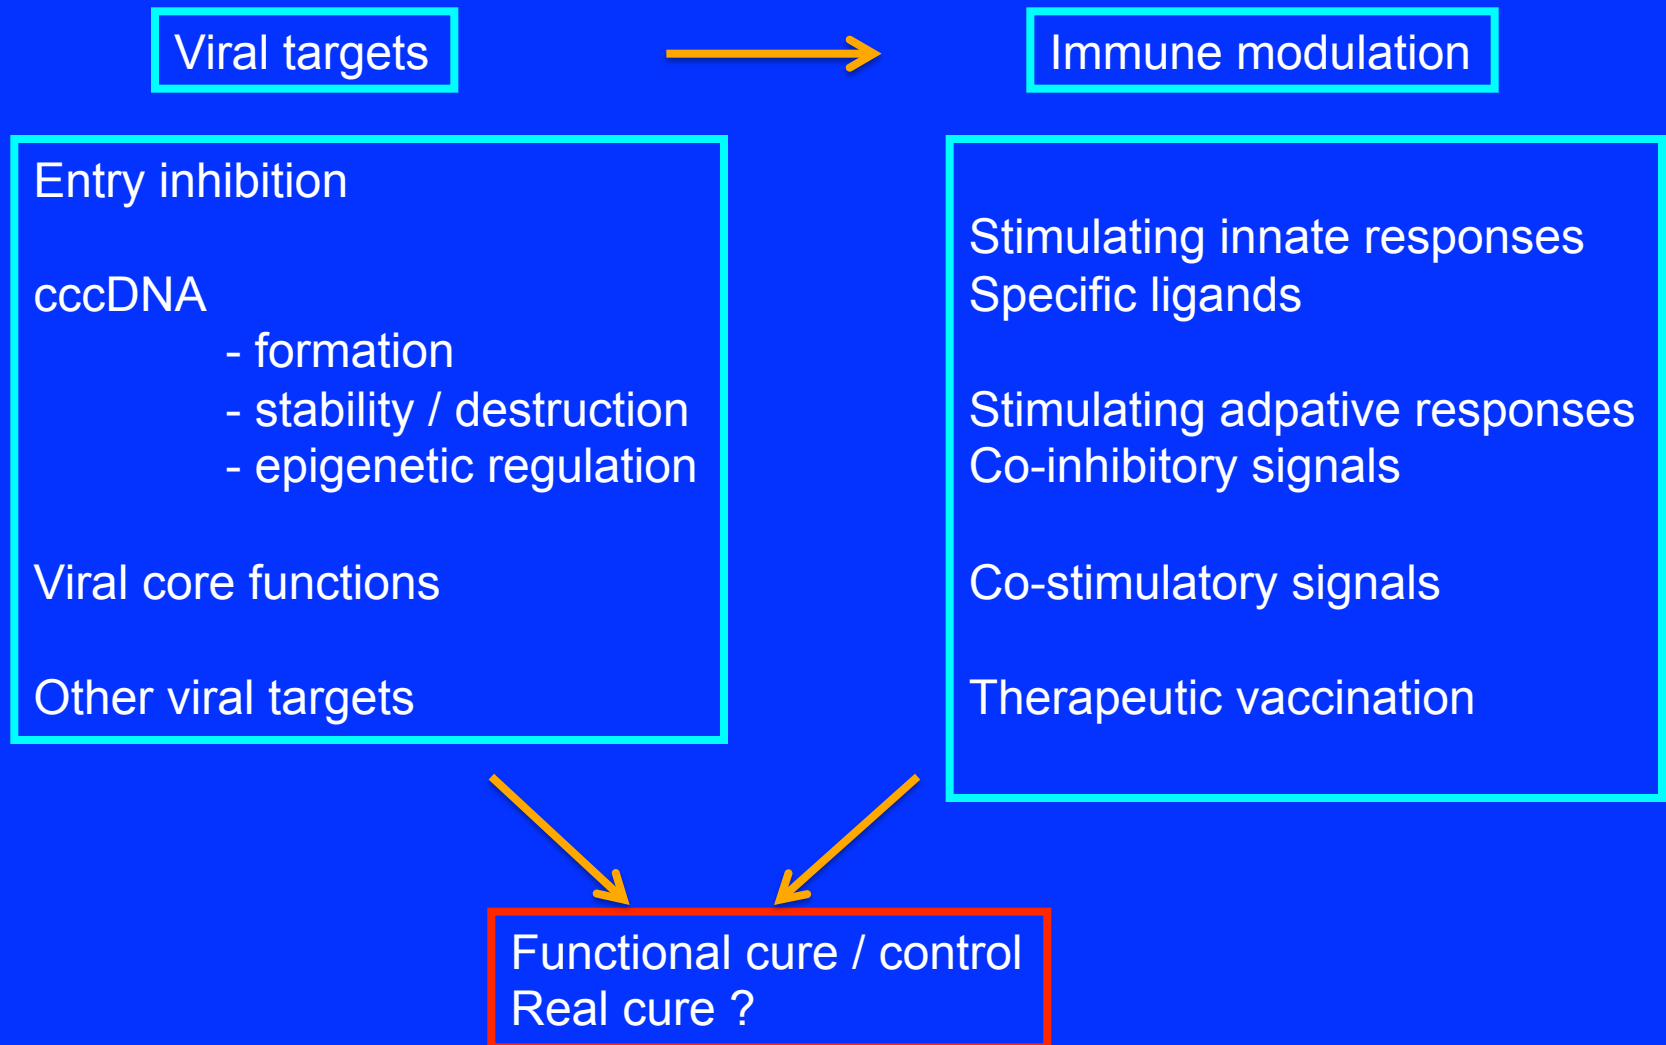 Viral targets
Immune modulation
Entry inhibition
cccDNA
- formation
- stability / destruction
- epigenetic regulation
Viral core functions
Other viral targets
Stimulating innate responses
Specific ligands
Stimulating adpative responses
Co-inhibitory signals
Co-stimulatory signals
Therapeutic vaccination
Functional cure / control
Real cure ?